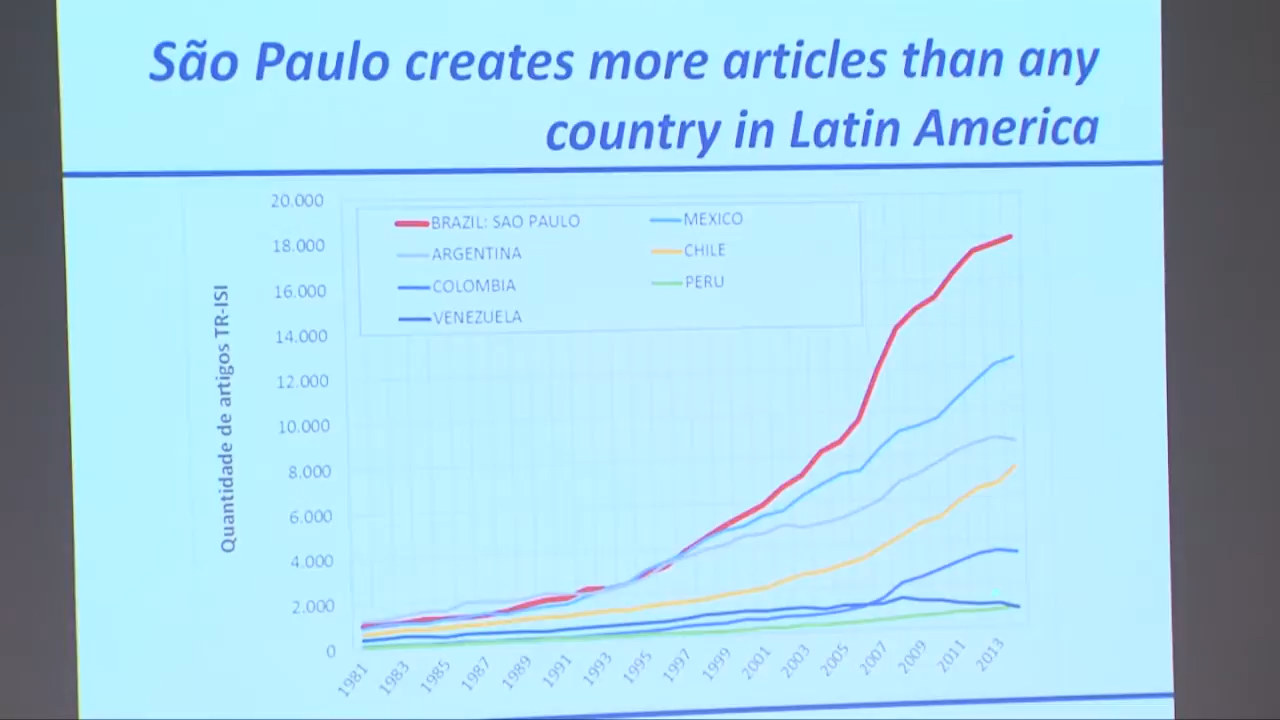 São Paulo creates more articles than any
country in Latin America
Quantidade de artigos TR-ISI
20.000
18.000
16.000
14.000
12.000
10.000
8.000
6.000
4.000
2.000
0
BRAZIL: SAO PAULO
MEXICO
ARGENTINA
CHILE
COLOMBIA
PERU
VENEZUELA
1981
1983
1985
1987
1989
1991
1993
1995
1997
1999
2001
2003
2005
2007
2009
2011
2013